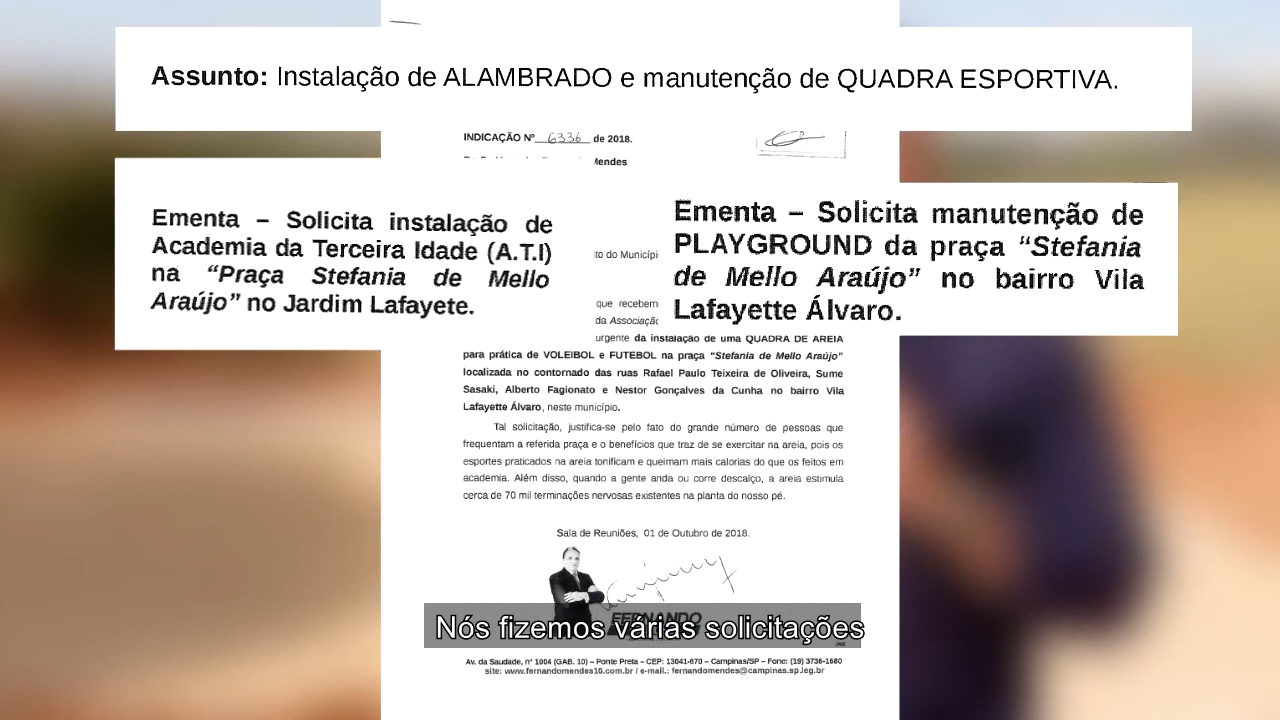 Assunto: Instalação de ALAMBRADO e manutenção de QUADRA ESPORTIVA.
INDICAÇÃO Nº 6336 de 2018.
Mendes
Ementa – Solicita instalação de
Academia da Terceira Idade (A.T.I)
na “Praça Stefania de Mello
Araújo” no Jardim Lafayete.
Ementa – Solicita manutenção de
PLAYGROUND da praça “Stefania
de Mello Araújo” no bairro Vila
Lafayette Álvaro.
to do Municípi
que recebem
da Associaç
urgente da instalação de uma QUADRA DE AREIA
para prática de VOLEIBOL e FUTEBOL na praça “Stefania de Mello Araújo”
localizada no contornado das ruas Rafael Paulo Teixeira de Oliveira, Sume
Sasaki, Alberto Fagionato e Nestor Gonçalves da Cunha no bairro Vila
Lafayette Álvaro, neste município.
Tal solicitação, justifica-se pelo fato do grande número de pessoas que
frequentam a referida praça e o benefícios que traz de se exercitar na areia, pois os
esportes praticados na areia tonificam e queimam mais calorias do que os feitos em
academia. Além disso, quando a gente anda ou corre descalço, a areia estimula
cerca de 70 mil terminações nervosas existentes na planta do nosso pé.
Sala de Reuniões, 01 de Outubro de 2018.
FERNANDO
Nós fizemos várias solicitações
Av. da Saudade, nº 1004 (GAB. 10) – Ponte Preta – CEP: 13041-670 – Campinas/SP – Fone: (19) 3736-1680
site: www.fernandomendes10.com.br / e-mail.: fernandomendes@campinas.sp.leg.br